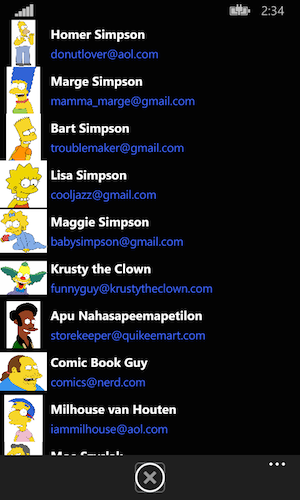 2:34
Homer Simpson
donutlover@aol.com
Marge Simpson
mamma_marge@gmail.com
Bart Simpson
troublemaker@gmail.com
Lisa Simpson
cooljazz@gmail.com
Maggie Simpson
babysimpson@gmail.com
Krusty the Clown
funnyguy@krustytheclown.com
Apu Nahasapeemapetilon
storekeeper@quikeemart.com
Comic Book Guy
comics@nerd.com
Milhouse van Houten
iammilhouse@aol.com